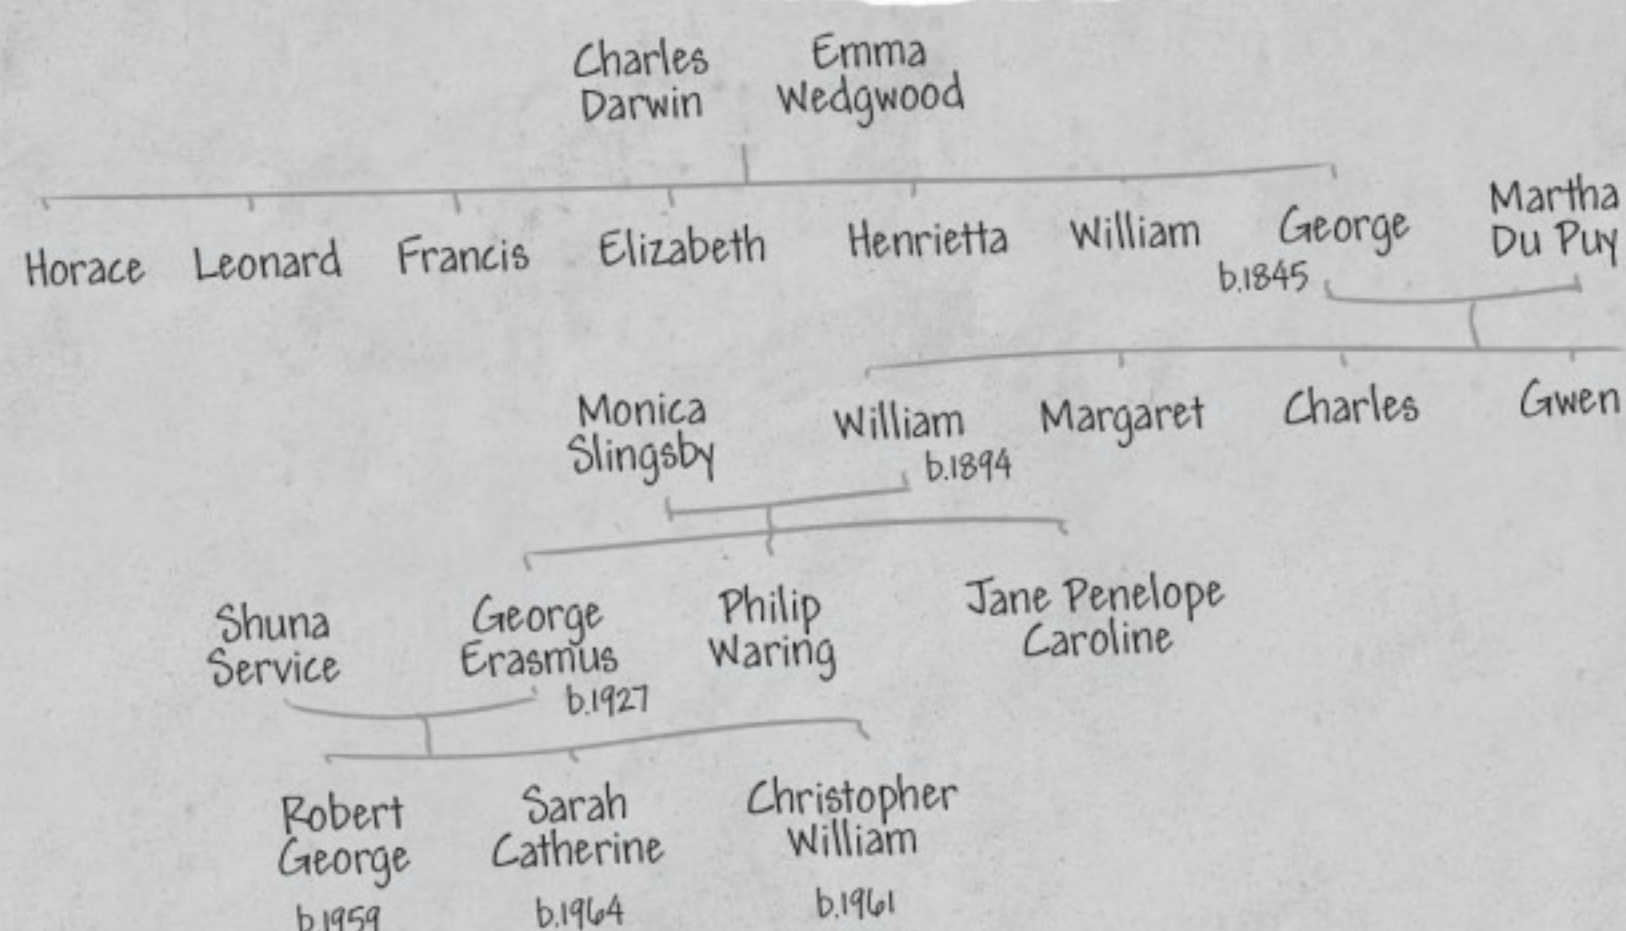 Charles
Darwin
Emma
Wedgwood
Horace
Leonard
Francis
Elizabeth
Henrietta
William
George
b.1845
Martha
Du Puy
Monica
Slingsby
William
b.1894
Margaret
Charles
Gwen
Shuna
Service
George
Erasmus
b.1927
Philip
Waring
Jane Penelope
Caroline
Robert
George
b.1959
Sarah
Catherine
b.1964
Christopher
William
b.1961